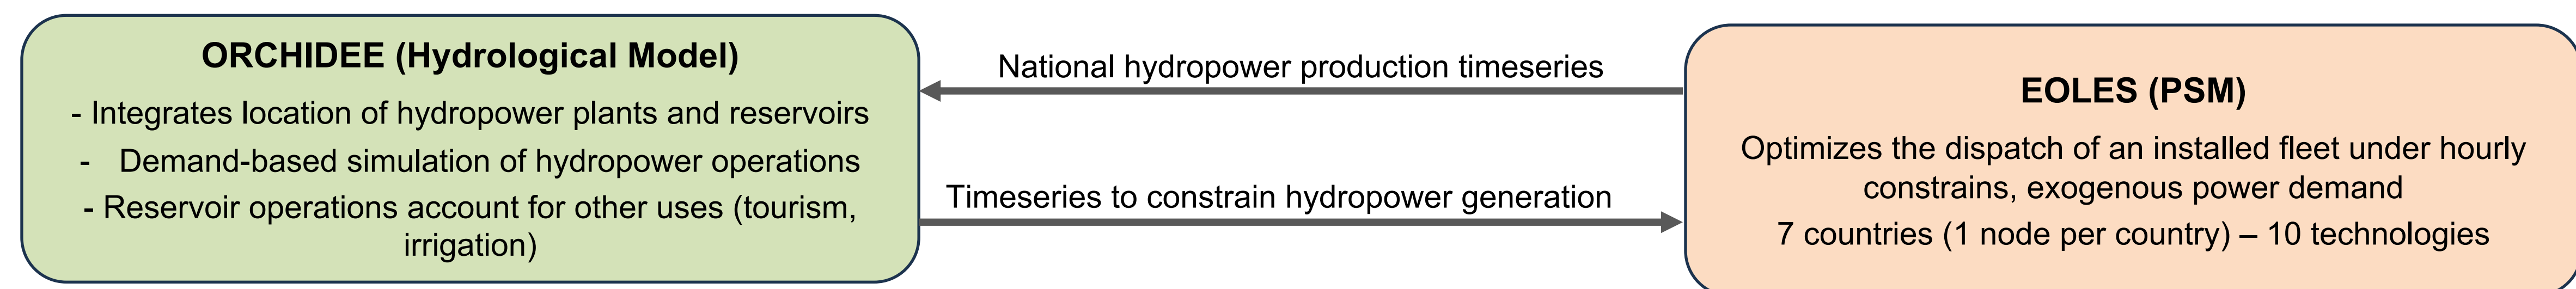 ORCHIDEE (Hydrological Model)
- Integrates location of hydropower plants and reservoirs
- Demand-based simulation of hydropower operations
- Reservoir operations account for other uses (tourism,
irrigation)
National hydropower production timeseries
Timeseries to constrain hydropower generation
EOLES (PSM)
Optimizes the dispatch of an installed fleet under hourly
constrains, exogenous power demand
7 countries (1 node per country) – 10 technologies